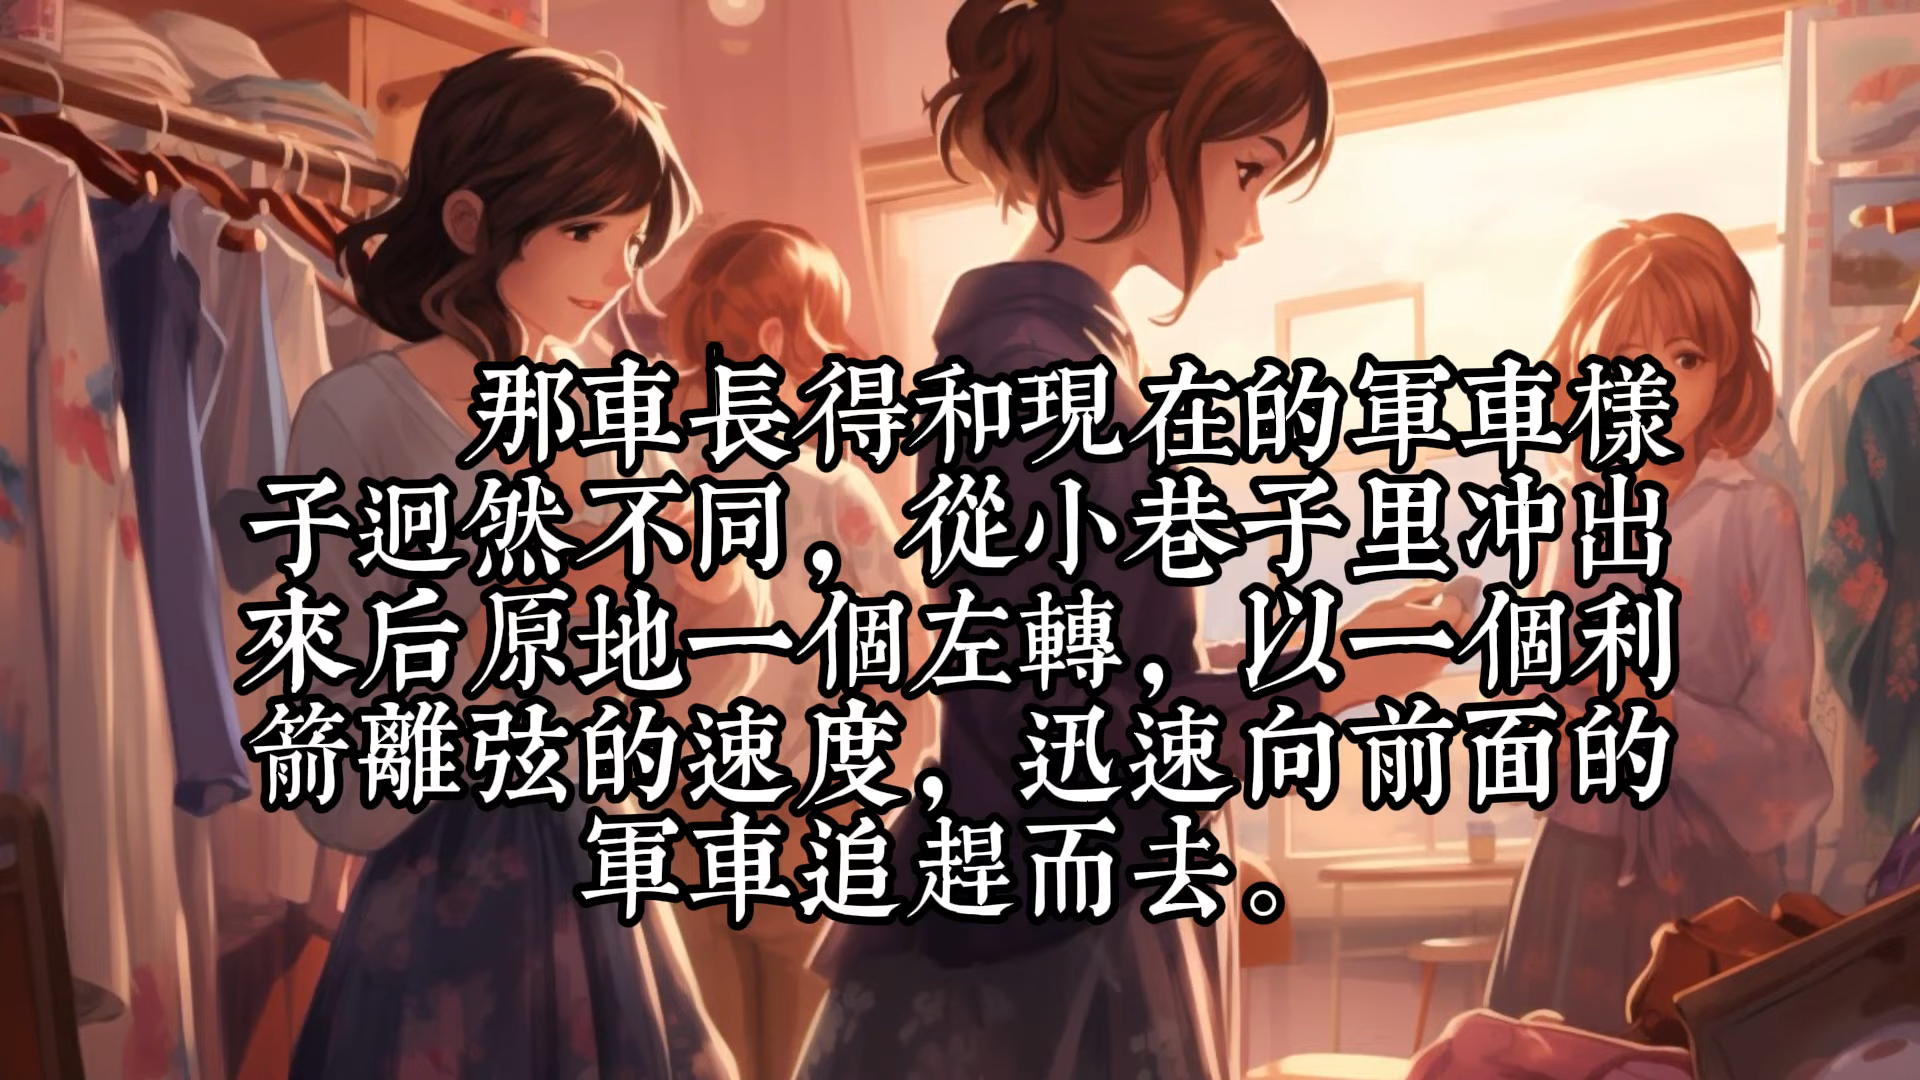 那車長得和現在的軍車樣
子迥然不同，從小巷子里冲出
來后原地一個左轉，以一個利
箭離弦的速度，迅速向前面的
軍車追趕而去。